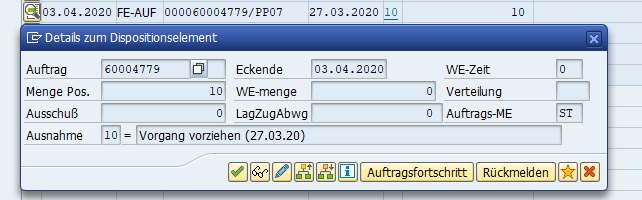 03.04.2020 FE-AUF 000060004779/PP07 27.03.2020 10 10
Details zum Dispositionselement
Auftrag 60004779 Eckende 03.04.2020 WE-Zeit 0
Menge Pos. 10 WE-menge 0 Verteilung
Ausschuß 0 LagZugAbwg 0 Auftrags-ME ST
Ausnahme 10 = Vorgang vorziehen (27.03.20)
Auftragsfortschritt Rückmelden